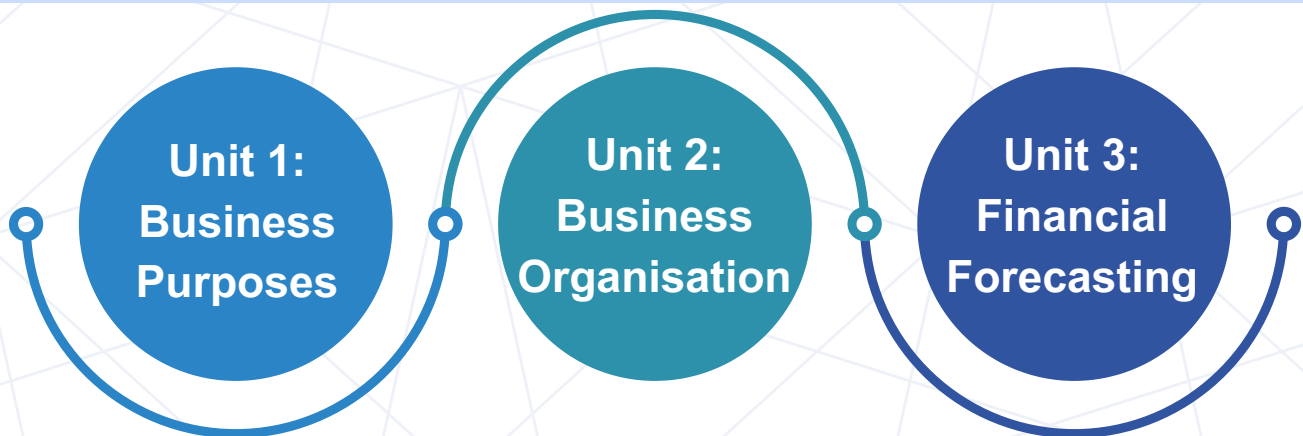 Unit 1:
Business
Purposes
Unit 2:
Business
Organisation
Unit 3:
Financial
Forecasting